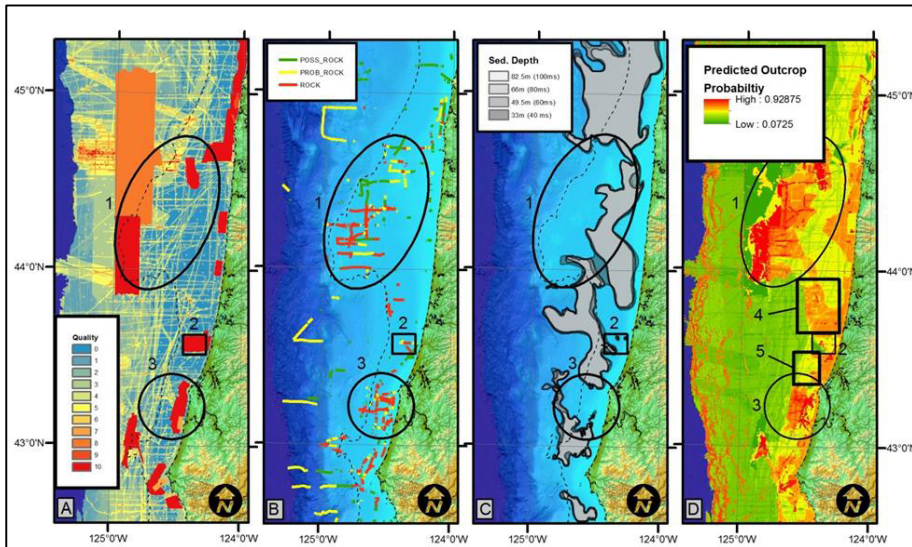 POSS_ROCK
PROB_ROCK
ROCK
Sed. Depth
82.5m (100ms)
66m (80ms)
49.5m (60ms)
33m (40 ms)
Predicted Outcrop
Probabiltiy
High : 0.92875
Low : 0.0725
45°0'N
45°0'N
1
1
1
1
44°0'N
44°0'N
4
Quality
0
1
2
3
4
5
6
7
8
9
10
2
2
2
2
3
3
3
5
3
43°0'N
43°0'N
A
B
C
D
N
N
N
N
125°0'W
124°0'W
125°0'W
124°0'W
125°0'W
124°0'W
125°0'W
124°0'W